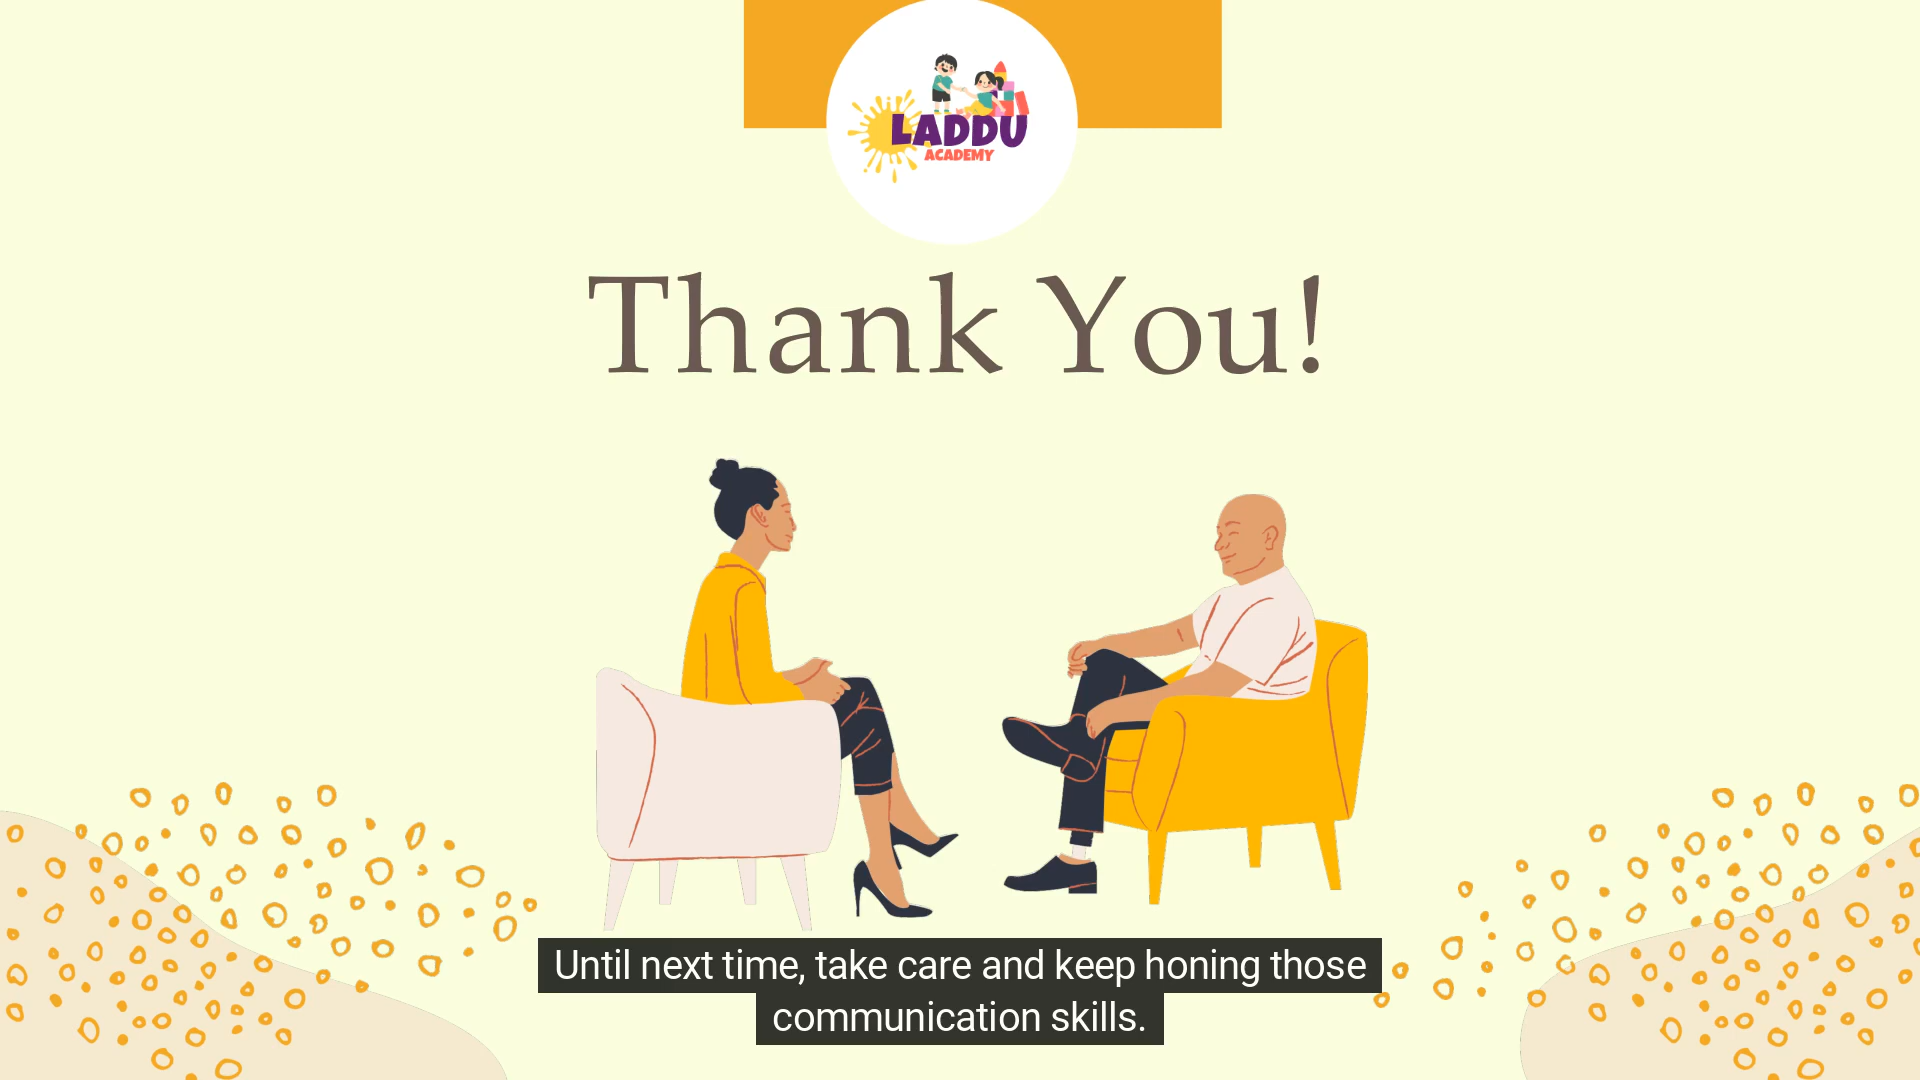 LADDU
ACADEMY
Thank You!
Until next time, take care and keep honing those
communication skills.